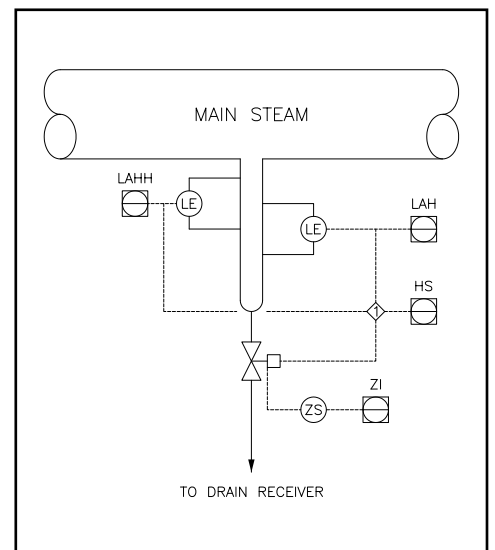 MAIN STEAM
LAHH
LE
LE
LAH
HS
1
ZI
ZS
TO DRAIN RECEIVER